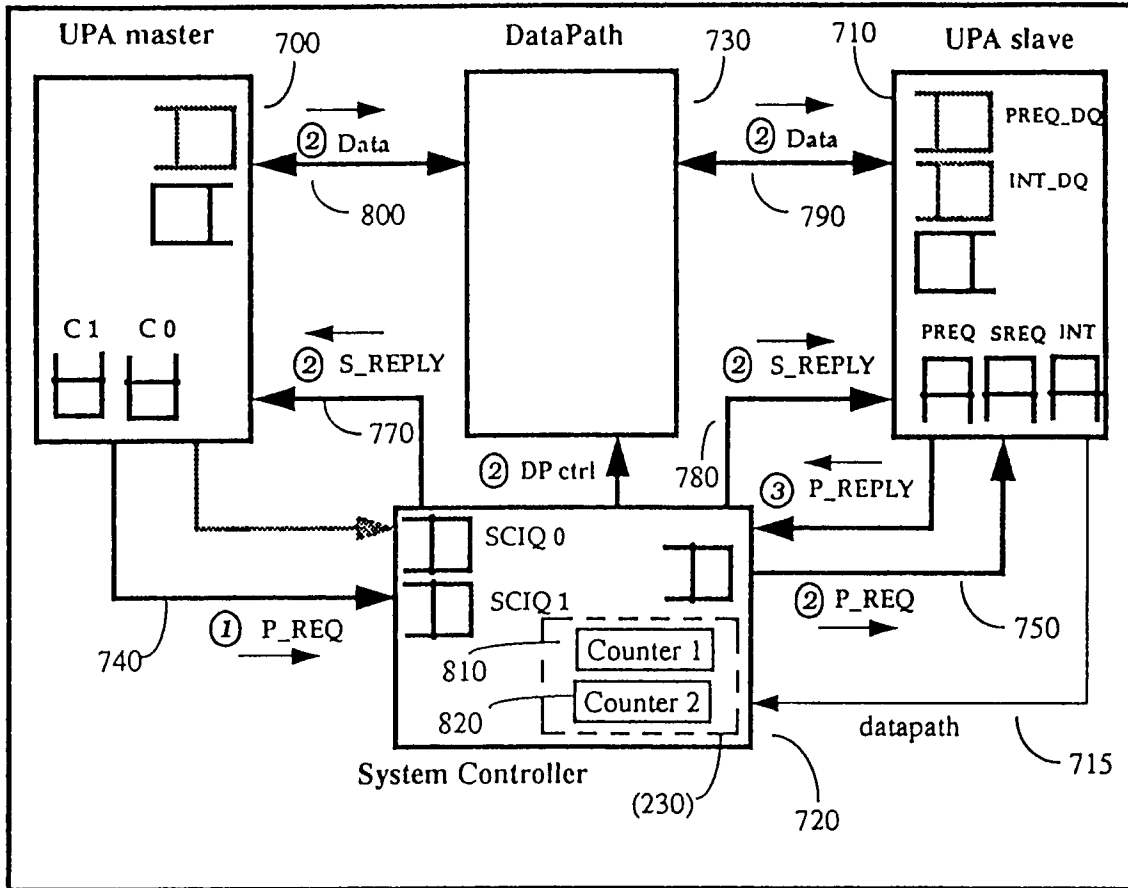 UPA master
700
DataPath
730
710
UPA slave
PREQ_DQ
② Data
② Data
INT_DQ
800
790
C 1
C 0
PREQ
SREQ
INT
② S_REPLY
② S_REPLY
770
② DP ctrl
780
③ P_REPLY
SCIQ 0
SCIQ 1
① P_REQ
② P_REQ
740
750
810
Counter 1
820
Counter 2
datapath
715
System Controller
(230)
720